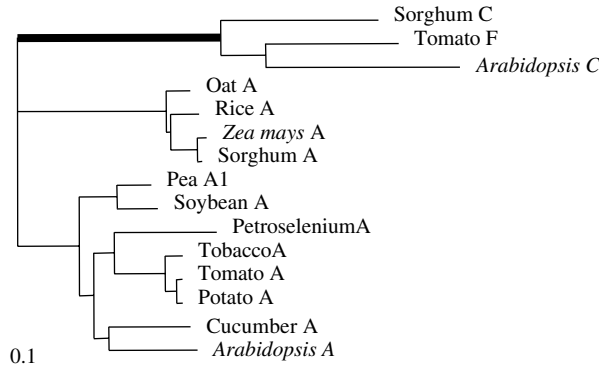 Sorghum C
Tomato F
Arabidopsis C
Oat A
Rice A
Zea mays A
Sorghum A
Pea A1
Soybean A
PetroseleniumA
TobaccoA
Tomato A
Potato A
Cucumber A
Arabidopsis A
0.1